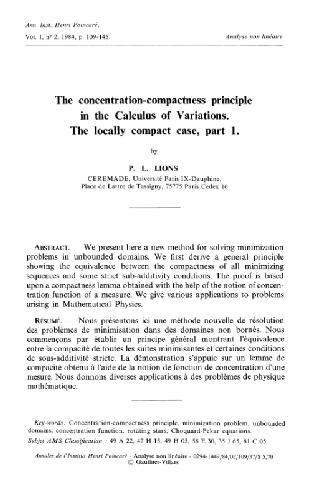 Ann. Inst. Henri Poincaré,
Vol. 1, n° 2, 1984, p. 109-145. Analyse non linéaire
The concentration-compactness principle
in the Calculus of Variations.
The locally compact case, part 1.
by
P. L. LIONS
CEREMADE, Université Paris IX-Dauphine,
Place de Lattre de Tassigny, 75775 Paris Cedex 16
ABSTRACT. — We present here a new method for solving minimization
problems in unbounded domains. We first derive a general principle
showing the equivalence between the compactness of all minimizing
sequences and some strict sub-additivity conditions. The proof is based
upon a compactness lemma obtained with the help of the notion of concen-
tration function of a measure. We give various applications to problems
arising in Mathematical Physics.
RÉSUMÉ. — Nous présentons ici une méthode nouvelle de résolution
des problèmes de minimisation dans des domaines non bornés. Nous
commençons par établir un principe général montrant l'équivalence
entre la compacité de toutes les suites minimisantes et certaines conditions
de sous-additivité stricte. La démonstration s'appuie sur un lemme de
compacité obtenu à l'aide de la notion de fonction de concentration d'une
mesure. Nous donnons diverses applications à des problèmes de physique
mathématique.
Key-words: Concentration-compactness principle, minimization problem, unbounded
domains, concentration function, rotating stars, Choquard-Pekar equations.
Subject AMS Classification: 49 A 22, 47 H 15, 49 H 05, 58 E 30, 35 J 65, 81 C 05.
Annales de l'Institut Henri Poincaré - Analyse non linéaire -
© Gauthier-Villars